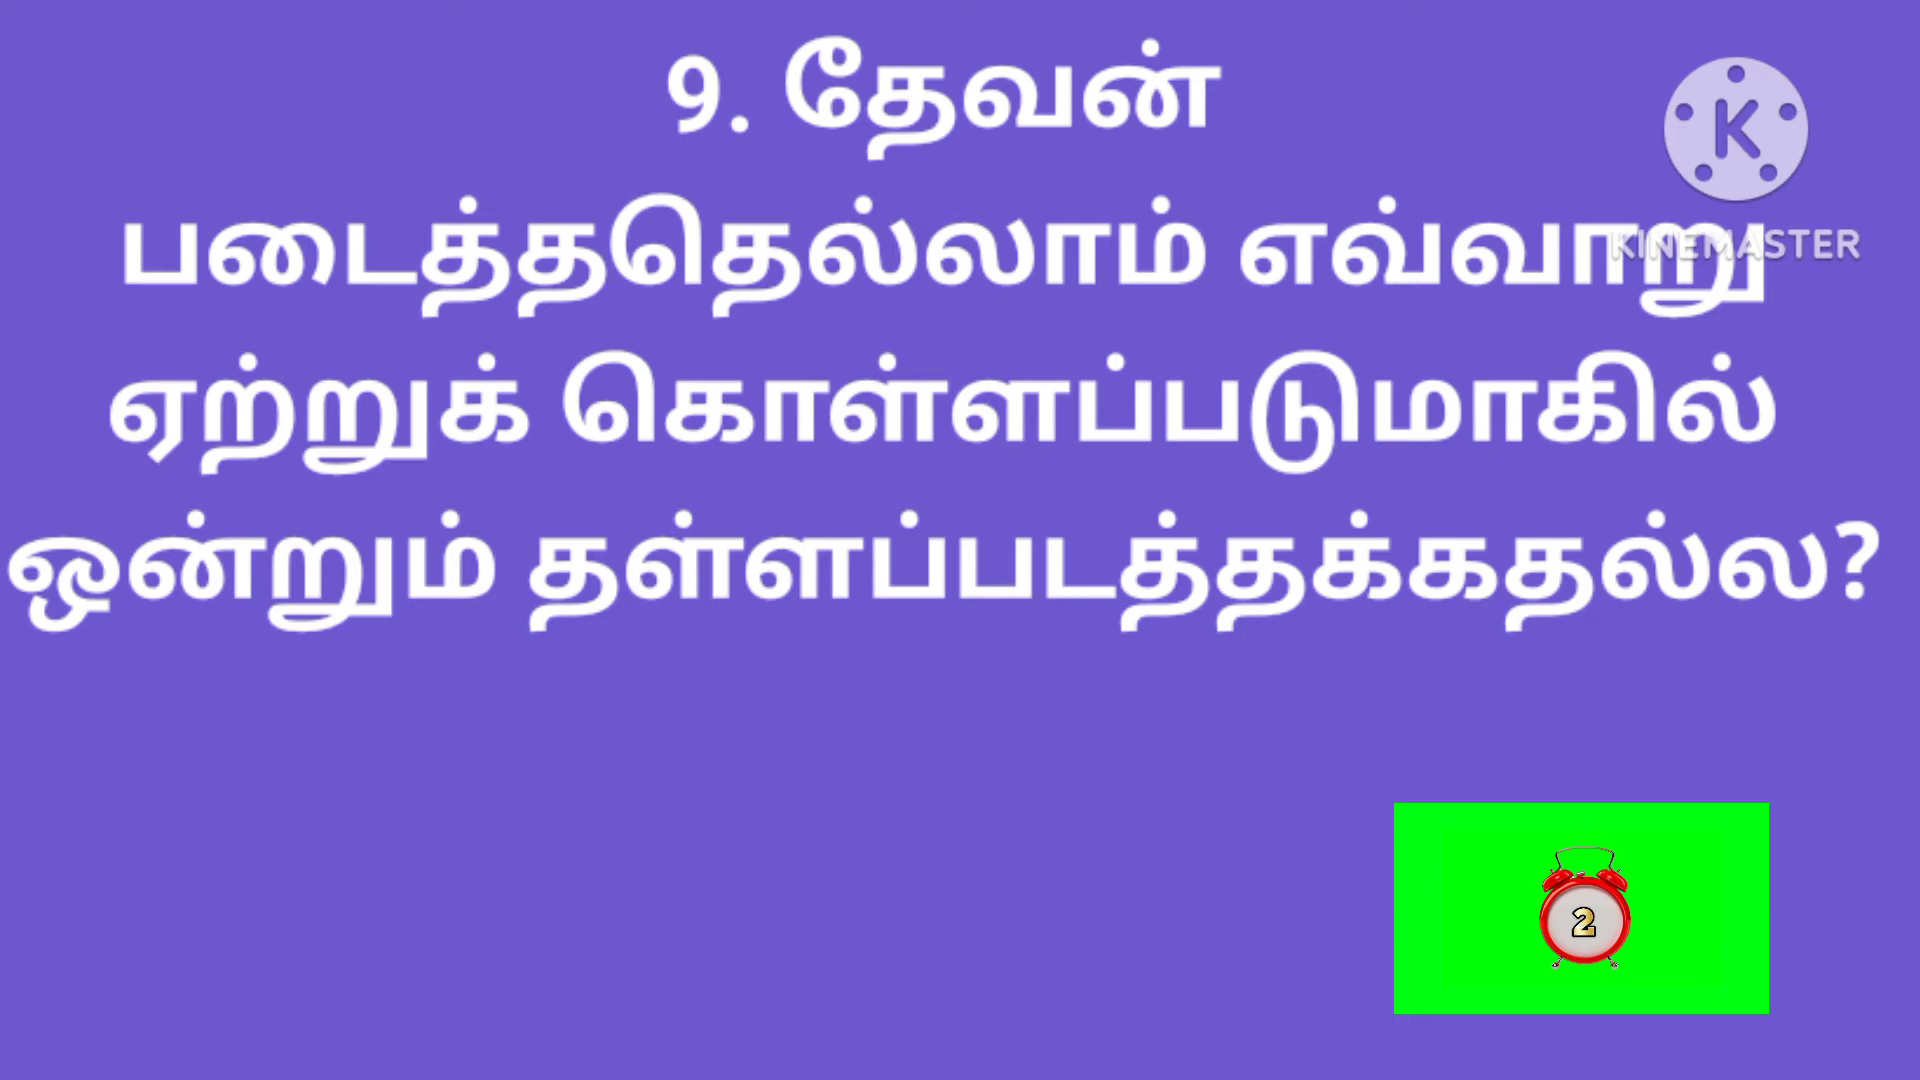 9. தேவன்
படைத்ததெல்லாம் எவ்வாறு
ஏற்றுக் கொள்ளப்படுமாகில்
ஒன்றும் தள்ளப்படத்தக்கதல்ல?
K
KINEMASTER
2